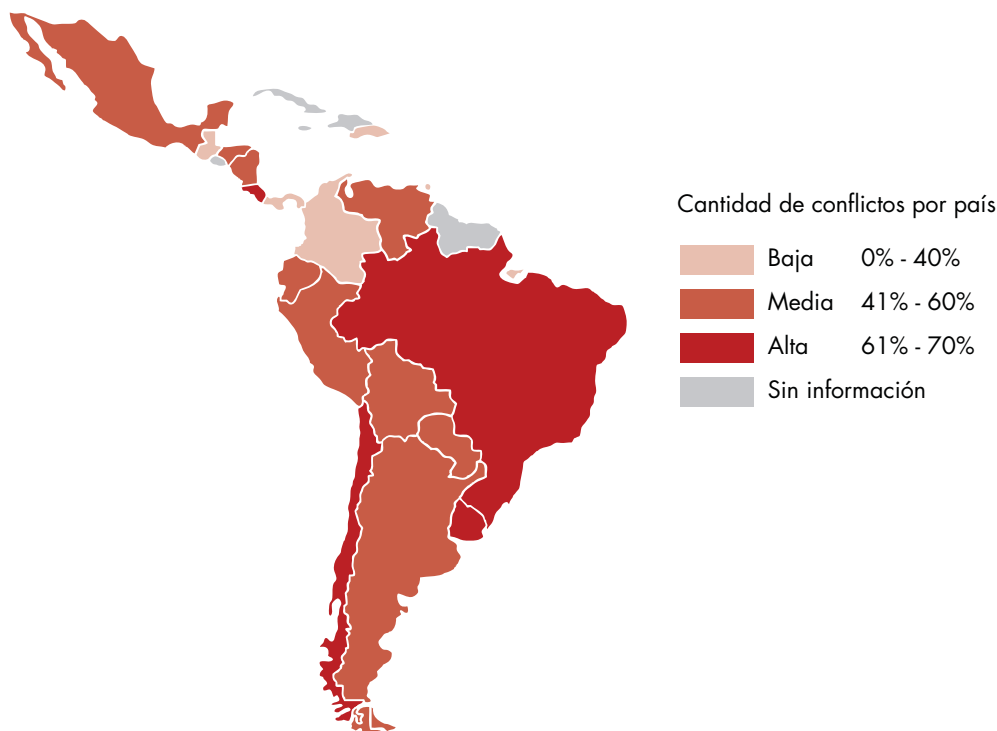 Cantidad de conflictos por país
Baja 0% - 40%
Media 41% - 60%
Alta 61% - 70%
Sin información